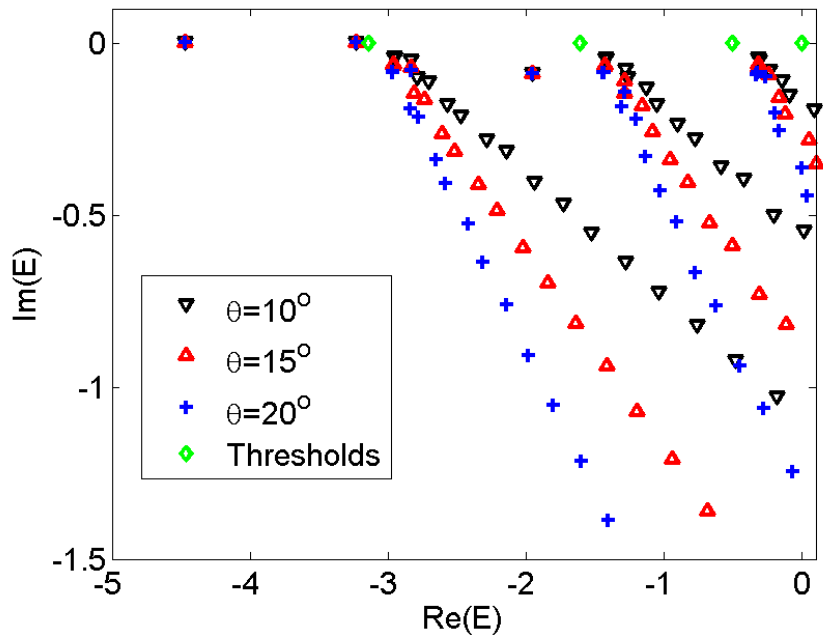 0
-0.5
-1
-1.5
Im(E)
θ=10°
θ=15°
θ=20°
Thresholds
-5
-4
-3
-2
-1
0
Re(E)